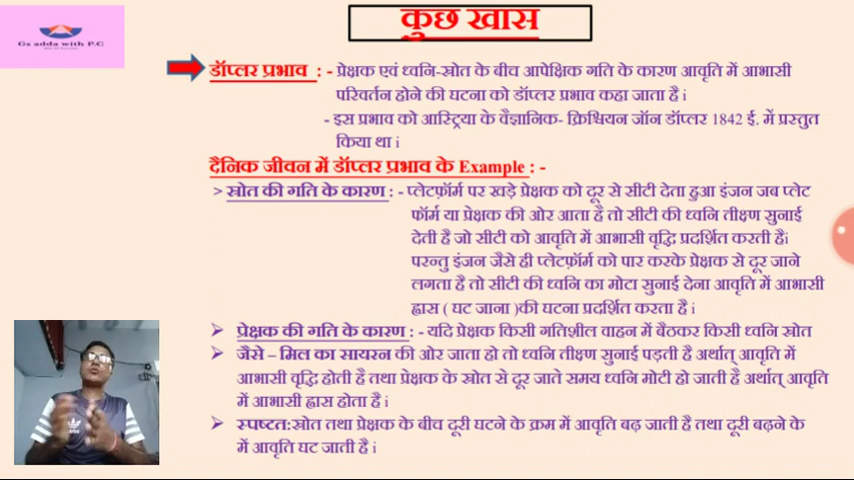 कुछ खास
Gs adda with P.C
डॉप्लर प्रभाव : - प्रेक्षक एवं ध्वनि-स्रोत के बीच आपेक्षिक गति के कारण आवृति में आभासी
परिवर्तन होने की घटना को डॉप्लर प्रभाव कहा जाता है i
- इस प्रभाव को आस्ट्रिया के वैज्ञानिक- क्रिश्चियन जॉन डॉप्लर 1842 ई. में प्रस्तुत
किया था i
दैनिक जीवन में डॉप्लर प्रभाव के Example : -
> स्रोत की गति के कारण : - प्लेटफ़ॉर्म पर खड़े प्रेक्षक को दूर से सीटी देता हुआ इंजन जब प्लेट
फॉर्म या प्रेक्षक की ओर आता है तो सीटी की ध्वनि तीक्ष्ण सुनाई
देती है जो सीटी को आवृति में आभासी वृद्धि प्रदर्शित करती हैi
परन्तु इंजन जैसे ही प्लेटफ़ॉर्म को पार करके प्रेक्षक से दूर जाने
लगता है तो सीटी की ध्वनि का मोटा सुनाई देना आवृति में आभासी
ह्रास ( घट जाना )की घटना प्रदर्शित करता है i
➢ प्रेक्षक की गति के कारण : - यदि प्रेक्षक किसी गतिशील वाहन में बैठकर किसी ध्वनि स्रोत
➢ जैसे – मिल का सायरन की ओर जाता हो तो ध्वनि तीक्ष्ण सुनाई पड़ती है अर्थात् आवृति में
आभासी वृद्धि होती है तथा प्रेक्षक के स्रोत से दूर जाते समय ध्वनि मोटी हो जाती है अर्थात् आवृति
में आभासी ह्रास होता है i
➢ स्पष्टत:स्रोत तथा प्रेक्षक के बीच दूरी घटने के क्रम में आवृति बढ़ जाती है तथा दूरी बढ़ने के
में आवृति घट जाती है i